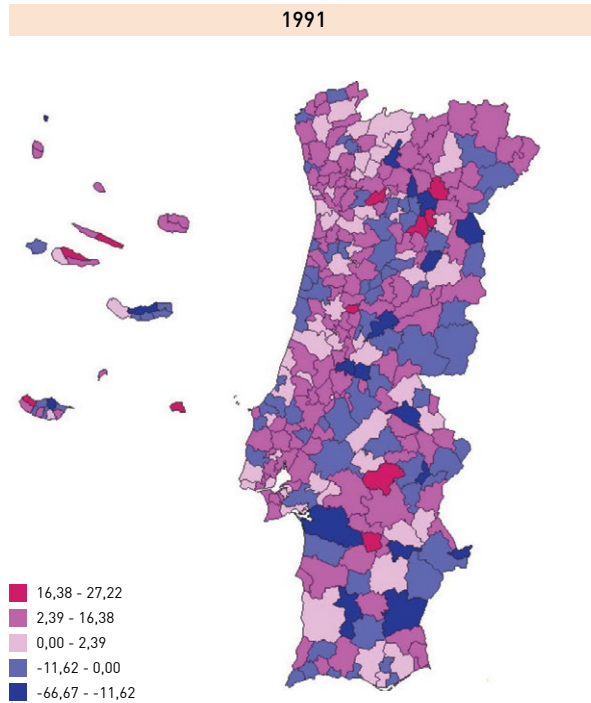 1991
16,38 - 27,22
2,39 - 16,38
0,00 - 2,39
-11,62 - 0,00
-66,67 - -11,62